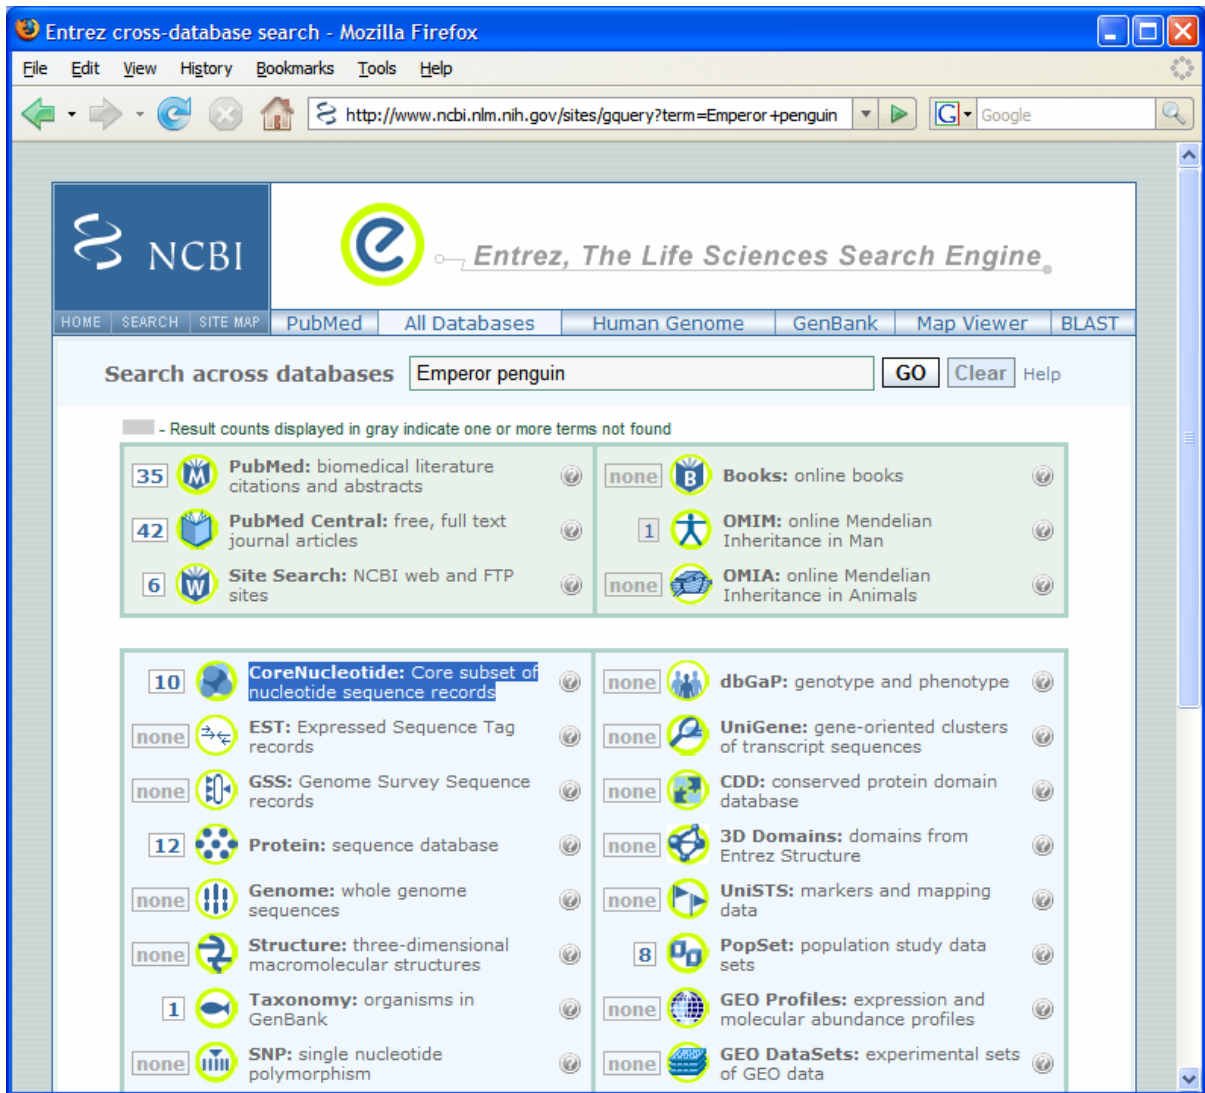 Entrez cross-database search - Mozilla Firefox
File Edit View History Bookmarks Tools Help
http://www.ncbi.nlm.nih.gov/sites/gquery?term=Emperor+penguin
G Google
NCBI
e Entrez, The Life Sciences Search Engine
HOME SEARCH SITE MAP PubMed All Databases Human Genome GenBank Map Viewer BLAST
Search across databases Emperor penguin GO Clear Help
- Result counts displayed in gray indicate one or more terms not found
35 M PubMed: biomedical literature
citations and abstracts ?
42 PubMed Central: free, full text
journal articles ?
6 W Site Search: NCBI web and FTP
sites ?
none B Books: online books ?
1 OMIM: online Mendelian
Inheritance in Man ?
none OMIA: online Mendelian
Inheritance in Animals ?
10 CoreNucleotide: Core subset of
nucleotide sequence records ?
none EST: Expressed Sequence Tag
records ?
none GSS: Genome Survey Sequence
records ?
12 Protein: sequence database ?
none Genome: whole genome
sequences ?
none Structure: three-dimensional
macromolecular structures ?
1 Taxonomy: organisms in
GenBank ?
none SNP: single nucleotide
polymorphism ?
none dbGaP: genotype and phenotype ?
none UniGene: gene-oriented clusters
of transcript sequences ?
none CDD: conserved protein domain
database ?
none 3D Domains: domains from
Entrez Structure ?
none UniSTS: markers and mapping
data ?
8 PopSet: population study data
sets ?
none GEO Profiles: expression and
molecular abundance profiles ?
none GEO DataSets: experimental sets
of GEO data ?